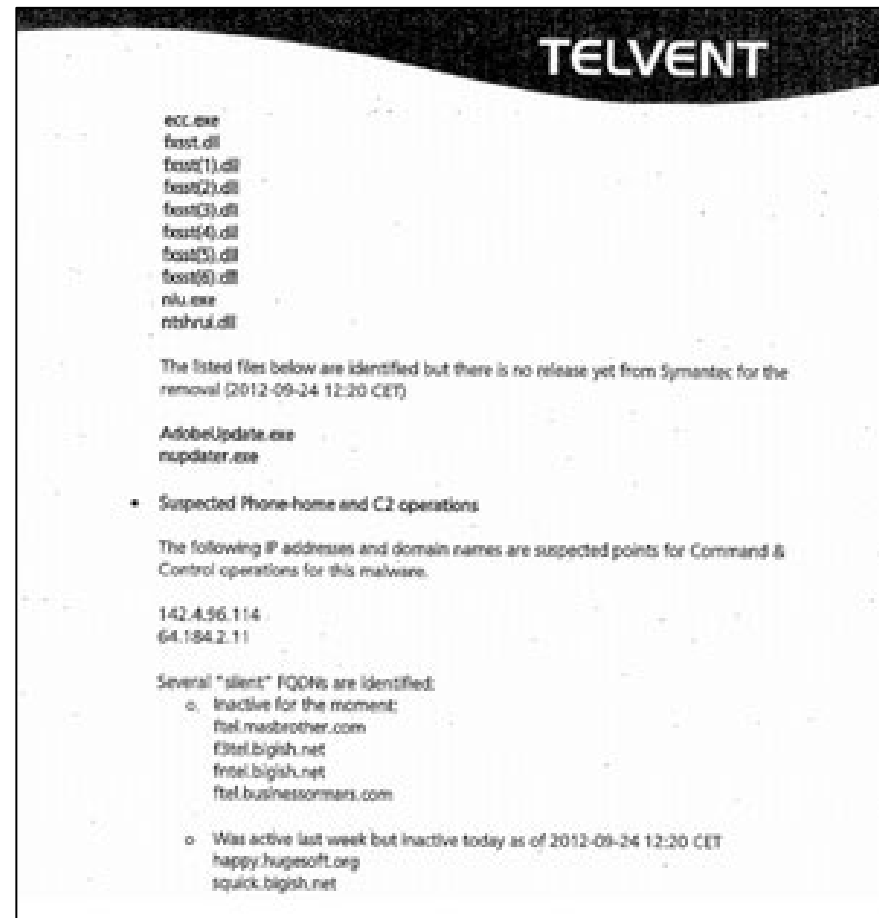 TELVENT
ecc.exe
fxsst.dll
fxsst(1).dll
fxsst(2).dll
fxsst(3).dll
fxsst(4).dll
fxsst(5).dll
fxsst(6).dll
nlu.exe
ntshrui.dll
The listed files below are identified but there is no release yet from Symantec for the
removal (2012-09-24 12:20 CET)
AdobeUpdate.exe
nupdater.exe
• Suspected Phone-home and C2 operations
The following IP addresses and domain names are suspected points for Command &
Control operations for this malware.
142.4.96.114
64.184.2.11
Several "silent" FQDNs are identified:
o Inactive for the moment:
ftel.masbrother.com
f3tel.bigish.net
fntel.bigish.net
ftel.businessormars.com
o Was active last week but inactive today as of 2012-09-24 12:20 CET
happy.hugesoft.org
squick.bigish.net